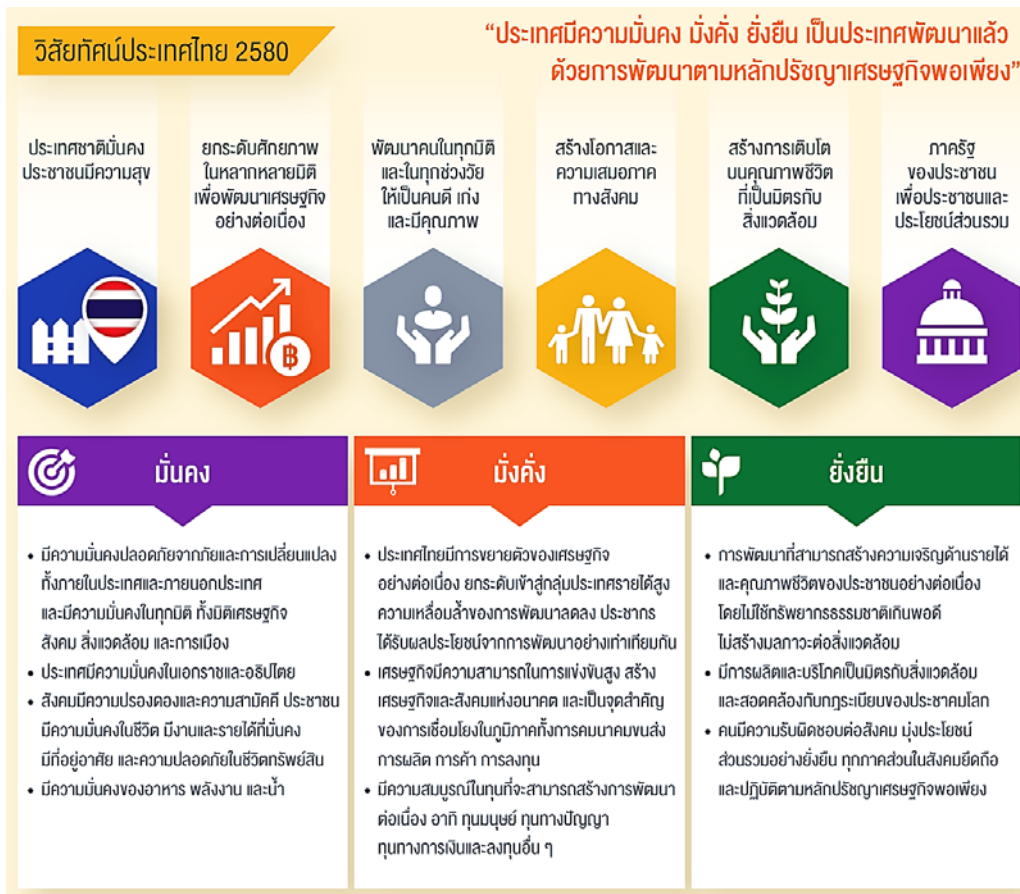 วิสัยทัศน์ประเทศไทย 2580
“ประเทศมีความมั่นคง มั่งคั่ง ยั่งยืน เป็นประเทศพัฒนาแล้ว
ด้วยการพัฒนาตามหลักปรัชญาเศรษฐกิจพอเพียง”
ประเทศชาติมั่นคง
ประชาชนมีความสุข
ยกระดับศักยภาพ
ในหลากหลายมิติ
เพื่อพัฒนาเศรษฐกิจ
อย่างต่อเนื่อง
พัฒนาคนในทุกมิติ
และในทุกช่วงวัย
ให้เป็นคนดี เก่ง
และมีคุณภาพ
สร้างโอกาสและ
ความเสมอภาค
ทางสังคม
สร้างการเติบโต
บนคุณภาพชีวิต
ที่เป็นมิตรกับ
สิ่งแวดล้อม
ภาครัฐ
ของประชาชน
เพื่อประชาชนและ
ประโยชน์ส่วนรวม
฿
มั่นคง
• มีความมั่นคงปลอดภัยจากภัยและการเปลี่ยนแปลง
ทั้งภายในประเทศและภายนอกประเทศ
และมีความมั่นคงในทุกมิติ ทั้งมิติเศรษฐกิจ
สังคม สิ่งแวดล้อม และการเมือง
• ประเทศมีความมั่นคงในเอกราชและอธิปไตย
• สังคมมีความปรองดองและความสามัคคี ประชาชน
มีความมั่นคงในชีวิต มีงานและรายได้ที่มั่นคง
มีที่อยู่อาศัย และความปลอดภัยในชีวิตทรัพย์สิน
• มีความมั่นคงของอาหาร พลังงาน และน้ำ
มั่งคั่ง
• ประเทศไทยมีการขยายตัวของเศรษฐกิจ
อย่างต่อเนื่อง ยกระดับเข้าสู่กลุ่มประเทศรายได้สูง
ความเหลื่อมล้ำของการพัฒนาลดลง ประชากร
ได้รับผลประโยชน์จากการพัฒนาอย่างเท่าเทียมกัน
• เศรษฐกิจมีความสามารถในการแข่งขันสูง สร้าง
เศรษฐกิจและสังคมแห่งอนาคต และเป็นจุดสำคัญ
ของการเชื่อมโยงในภูมิภาคทั้งการคมนาคมขนส่ง
การผลิต การค้า การลงทุน
• มีความสมบูรณ์ในทุนที่จะสามารถสร้างการพัฒนา
ต่อเนื่อง อาทิ ทุนมนุษย์ ทุนทางปัญญา
ทุนทางการเงินและลงทุนอื่น ๆ
ยั่งยืน
• การพัฒนาที่สามารถสร้างความเจริญด้านรายได้
และคุณภาพชีวิตของประชาชนอย่างต่อเนื่อง
โดยไม่ใช้ทรัพยากรธรรมชาติเกินพอดี
ไม่สร้างมลภาวะต่อสิ่งแวดล้อม
• มีการผลิตและบริโภคเป็นมิตรกับสิ่งแวดล้อม
และสอดคล้องกับกฎระเบียบของประชาคมโลก
• คนมีความรับผิดชอบต่อสังคม มุ่งประโยชน์
ส่วนรวมอย่างยั่งยืน ทุกภาคส่วนในสังคมยึดถือ
และปฏิบัติตามหลักปรัชญาเศรษฐกิจพอเพียง